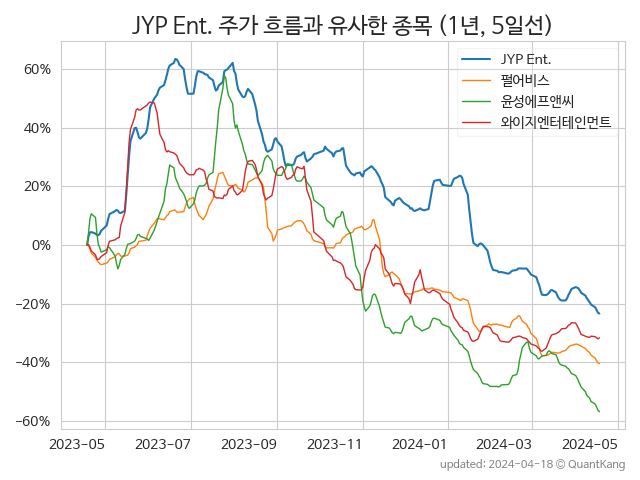 JYP Ent. 주가 흐름과 유사한 종목 (1년, 5일선)
JYP Ent.
펄어비스
윤성에프앤씨
와이지엔터테인먼트
60%
40%
20%
0%
−20%
−40%
−60%
2023-05 2023-07 2023-09 2023-11 2024-01 2024-03 2024-05
updated: 2024-04-18 © QuantKang